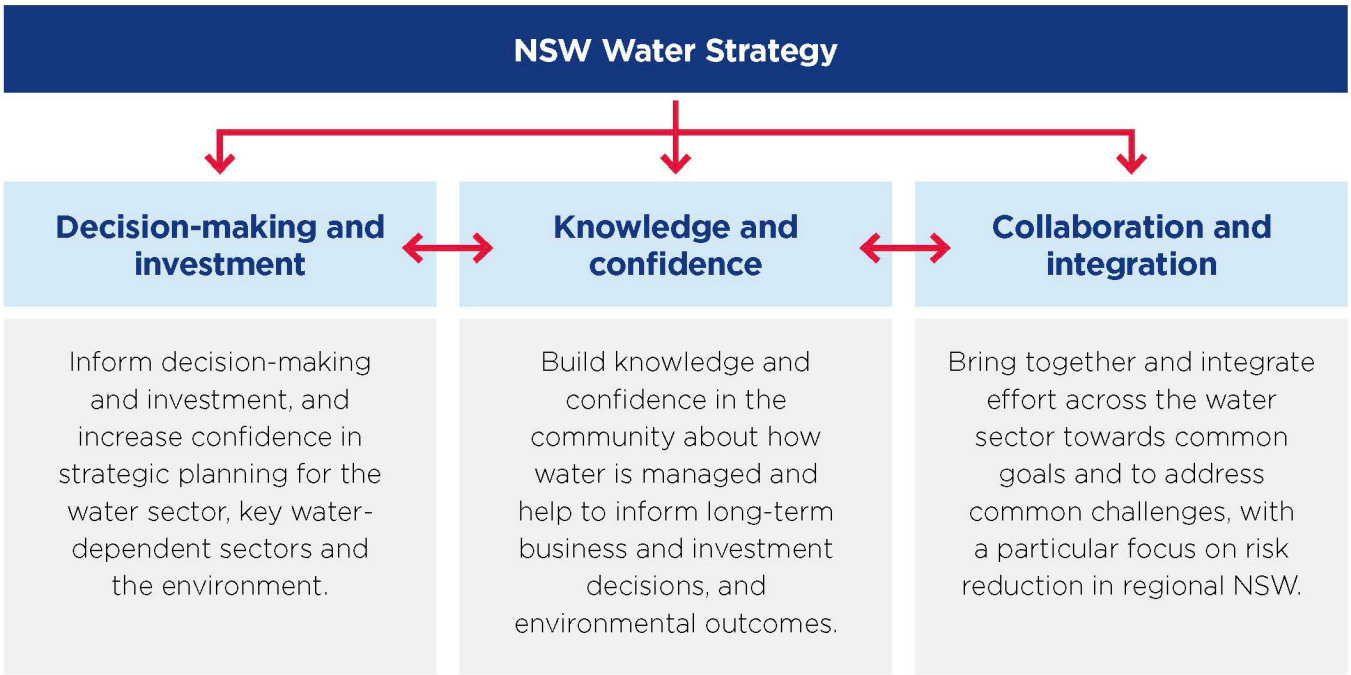 NSW Water Strategy
Decision-making and
investment
Knowledge and
confidence
Collaboration and
integration
Inform decision-making
and investment, and
increase confidence in
strategic planning for the
water sector, key water-
dependent sectors and
the environment.
Build knowledge and
confidence in the
community about how
water is managed and
help to inform long-term
business and investment
decisions, and
environmental outcomes.
Bring together and integrate
effort across the water
sector towards common
goals and to address
common challenges, with
a particular focus on risk
reduction in regional NSW.